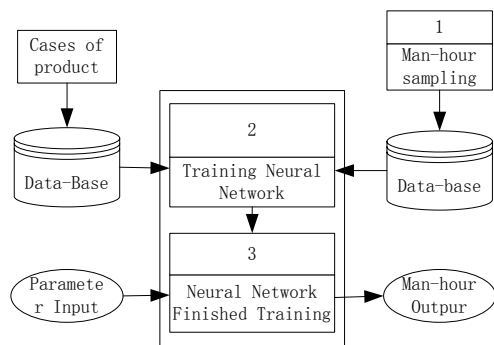 Cases of
product
1
Man-hour
sampling
2
Training Neural
Network
Data-Base
Data-base
3
Neural Network
Finished Training
Paramete
r Input
Man-hour
Outpur